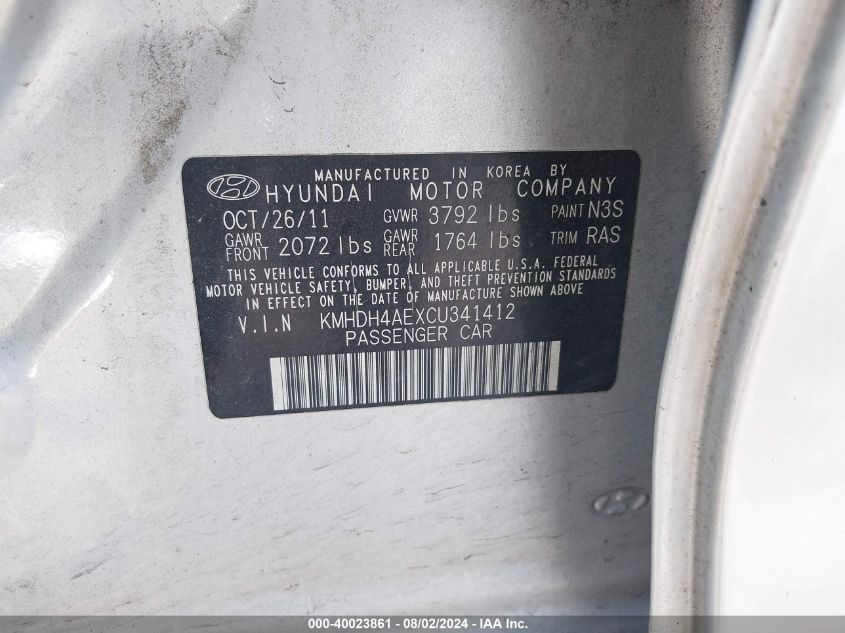 MANUFACTURED IN KOREA BY
HYUNDAI MOTOR COMPANY
OCT/26/11 GVWR 3792 lbs PAINT N3S
GAWR FRONT 2072 lbs GAWR REAR 1764 lbs TRIM RAS
THIS VEHICLE CONFORMS TO ALL APPLICABLE U.S.A. FEDERAL
MOTOR VEHICLE SAFETY, BUMPER, AND THEFT PREVENTION STANDARDS
IN EFFECT ON THE DATE OF MANUFACTURE SHOWN ABOVE
V.I.N KMHDH4AEXCU341412
PASSENGER CAR
000-40023861 - 08/02/2024 - IAA Inc.